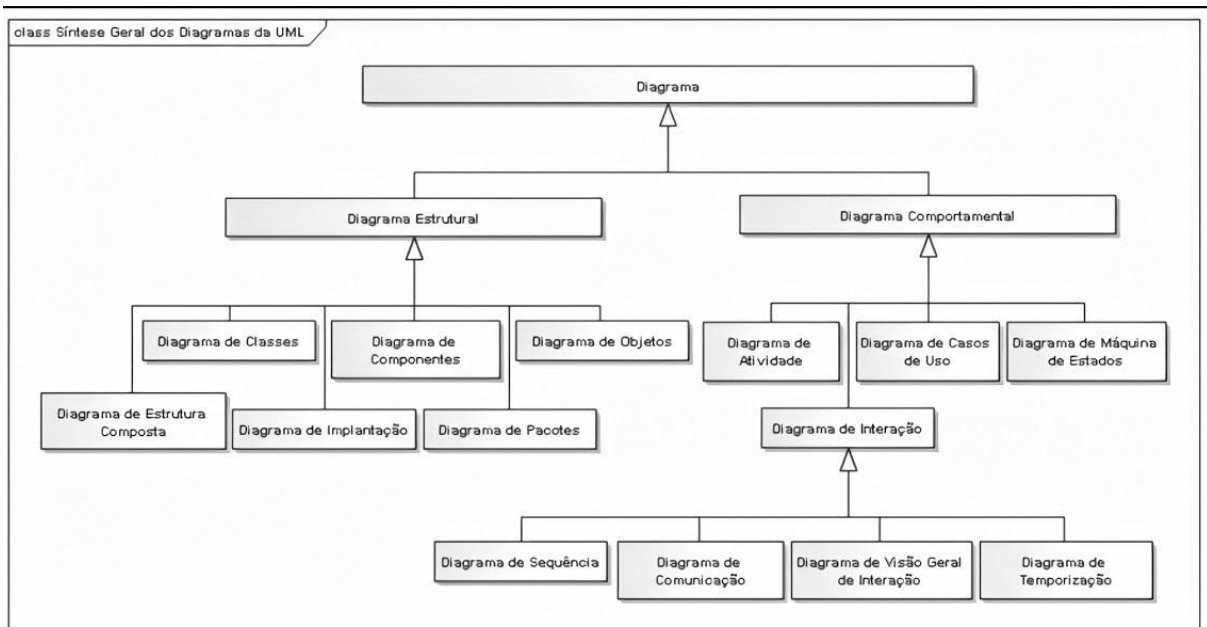 class Síntese Geral dos Diagramas da UML
Diagrama
Diagrama Estrutural
Diagrama Comportamental
Diagrama de Classes
Diagrama de
Componentes
Diagrama de Objetos
Diagrama de Estrutura
Composta
Diagrama de Implantação
Diagrama de Pacotes
Diagrama de
Atividade
Diagrama de Casos
de Uso
Diagrama de Máquina
de Estados
Diagrama de Interação
Diagrama de Sequência
Diagrama de
Comunicação
Diagrama de Visão Geral
de Interação
Diagrama de
Temporização